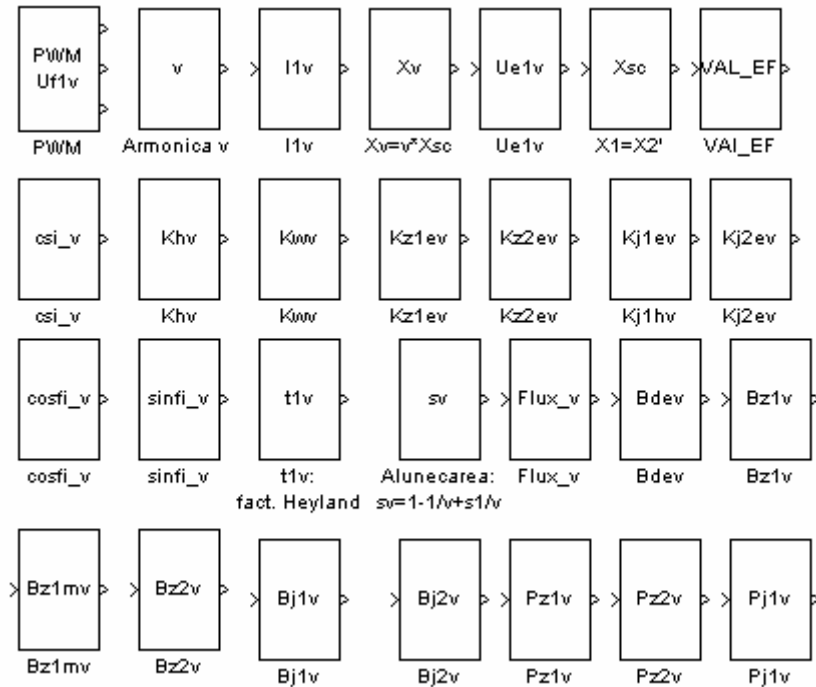 PWM
Uf1v
v
I1v
Xv
Ue1v
Xsc
VAL_EF
PWM
Armonica v
I1v
Xv=v*Xsc
Ue1v
X1=X2'
VAl_EF
csi_v
Khv
Kwv
Kz1ev
Kz2ev
Kj1ev
Kj2ev
csi_v
Khv
Kwv
Kz1ev
Kz2ev
Kj1hv
Kj2ev
cosfi_v
sinfi_v
t1v
sv
Flux_v
Bdev
Bz1v
cosfi_v
sinfi_v
t1v:
fact. Heyland
Alunecarea:
sv=1-1/v+s1/v
Flux_v
Bdev
Bz1v
Bz1mv
Bz2v
Bj1v
Bj2v
Pz1v
Pz2v
Pj1v
Bz1mv
Bz2v
Bj1v
Bj2v
Pz1v
Pz2v
Pj1v